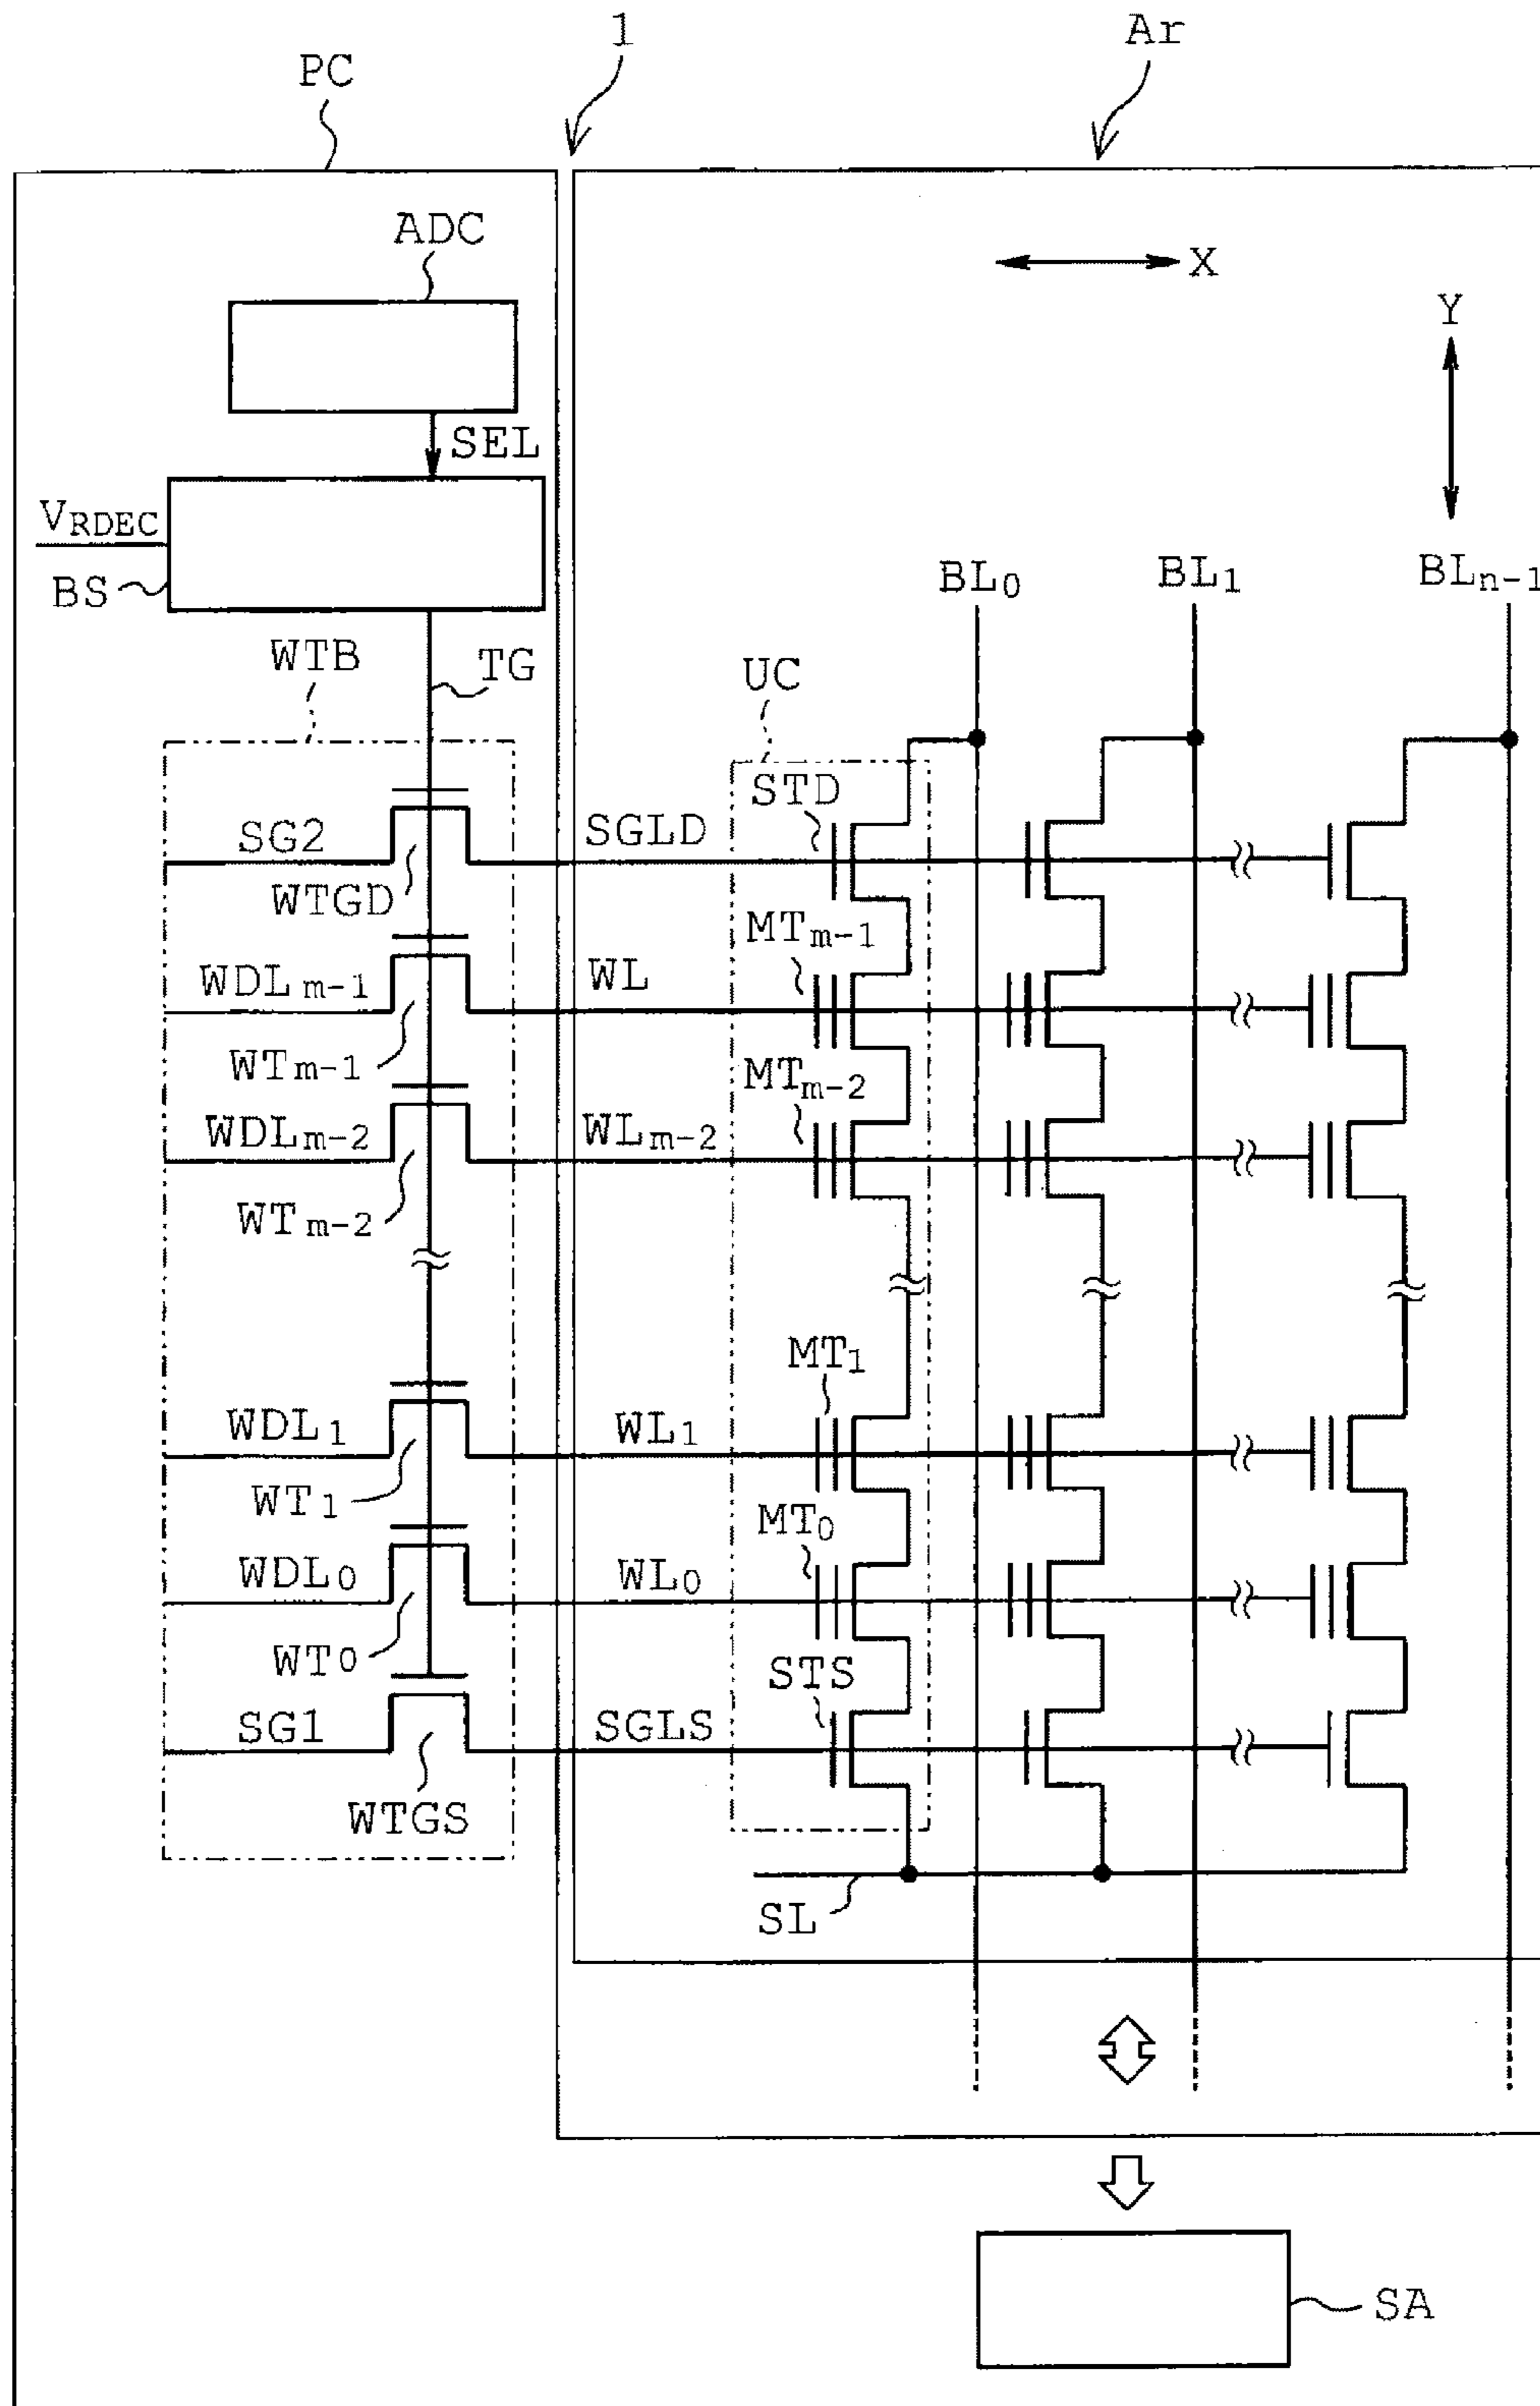 1
Ar
PC
ADC
X
Y
SEL
VRDEC
BS
BL0
BL1
BLn-1
WTB
TG
UC
STD
SG2
SGLD
WTGD
MTm-1
WDLm-1
WL
WTm-1
MTm-2
WDLm-2
WLm-2
WTm-2
MT1
WDL1
WL1
WT1
MT0
WDL0
WL0
WT0
STS
SG1
SGLS
WTGS
SL
SA